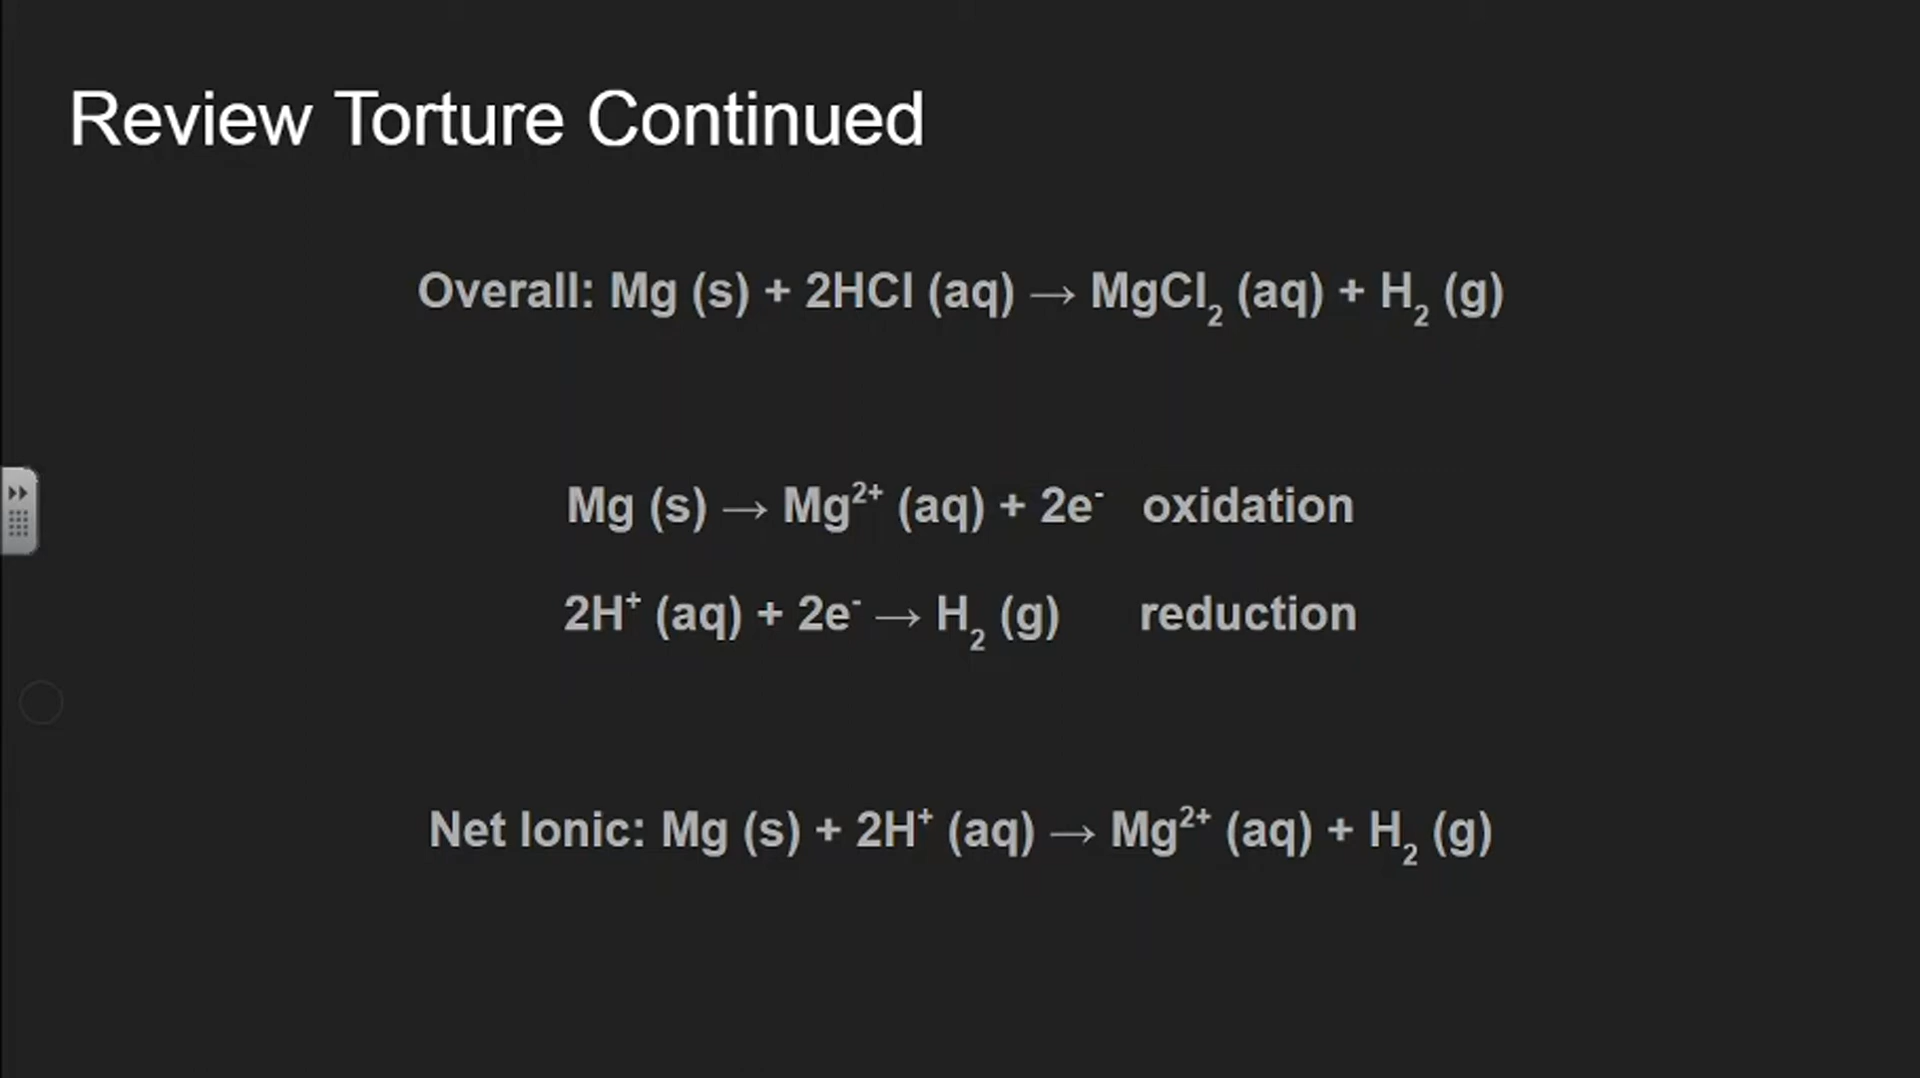 Review Torture Continued
Overall: Mg (s) + 2HCl (aq) → MgCl₂ (aq) + H₂ (g)
Mg (s) → Mg²⁺ (aq) + 2e⁻ oxidation
2H⁺ (aq) + 2e⁻ → H₂ (g) reduction
Net Ionic: Mg (s) + 2H⁺ (aq) → Mg²⁺ (aq) + H₂ (g)